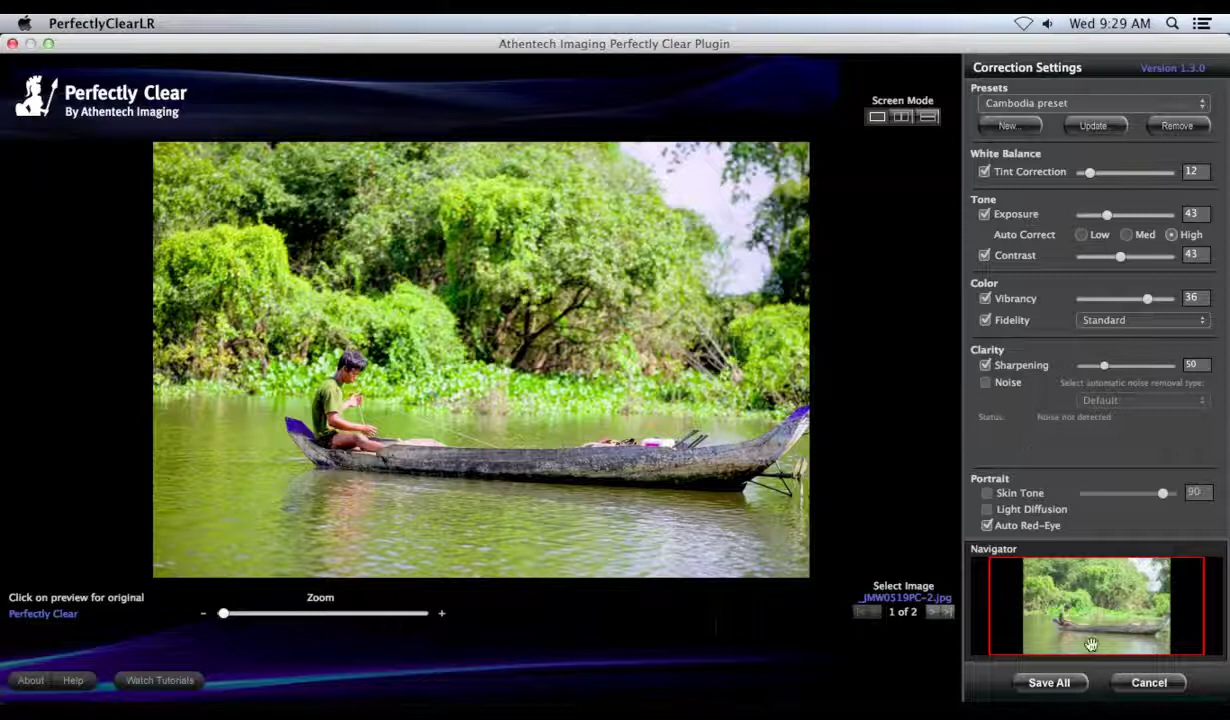 PerfectlyClearLR
Wed 9:29 AM
Athentech Imaging Perfectly Clear Plugin
Perfectly Clear
By Athentech Imaging
Screen Mode
Correction Settings
Version 1.3.0
Presets
Cambodia preset
New...
Update...
Remove
White Balance
Tint Correction
12
Tone
Exposure
43
Auto Correct
Low
Med
High
Contrast
43
Color
Vibrancy
36
Fidelity
Standard
Clarity
Sharpening
50
Noise
Select automatic noise removal type:
Default
Status:
Noise not detected
Portrait
Skin Tone
90
Light Diffusion
Auto Red-Eye
Navigator
Click on preview for original
Perfectly Clear
Zoom
- +
Select Image
_JMW0519PC-2.jpg
1 of 2
About
Help
Watch Tutorials
Save All
Cancel